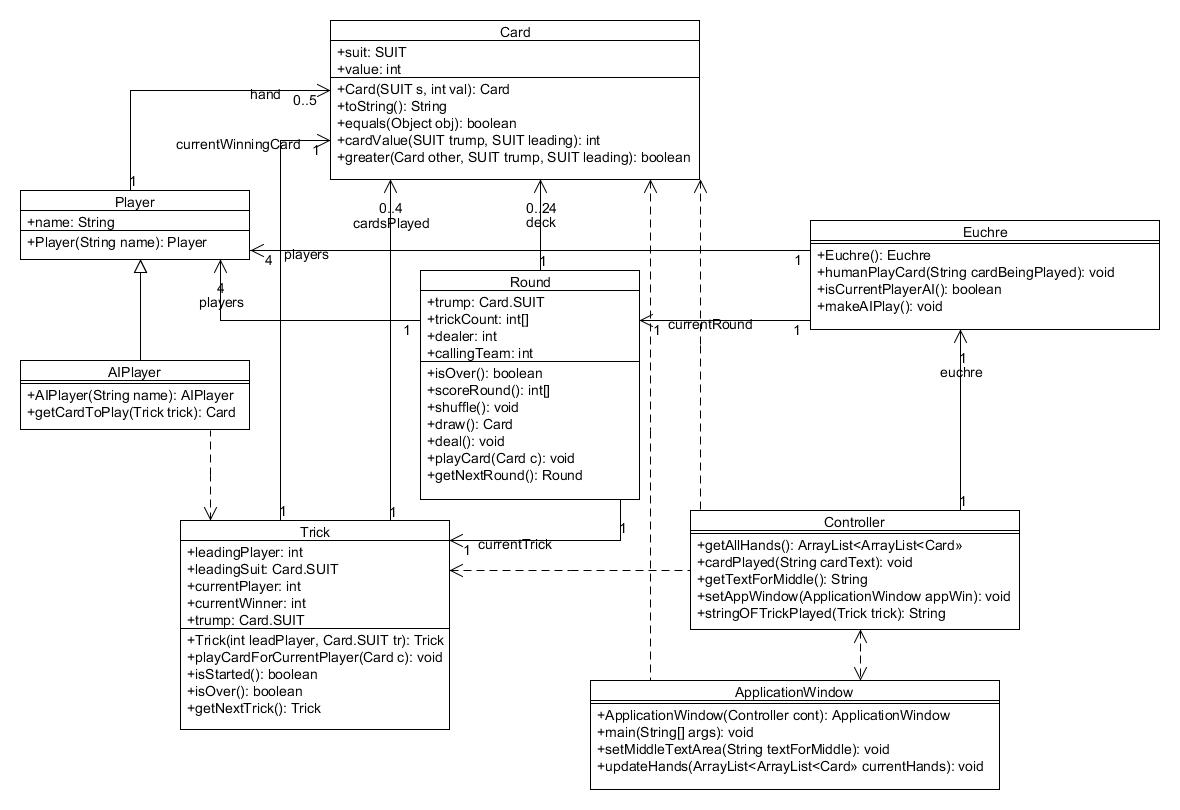 Card
+suit: SUIT
+value: int
+Card(SUIT s, int val): Card
+toString(): String
+equals(Object obj): boolean
+cardValue(SUIT trump, SUIT leading): int
+greater(Card other, SUIT trump, SUIT leading): boolean
hand
0..5
currentWinningCard
1
1
Player
+name: String
+Player(String name): Player
0..4
cardsPlayed
0..24
deck
4
players
1
4
players
1
1
Euchre
+Euchre(): Euchre
+humanPlayCard(String cardBeingPlayed): void
+isCurrentPlayerAI(): boolean
+makeAIPlay(): void
Round
+trump: Card.SUIT
+trickCount: int[]
+dealer: int
+callingTeam: int
+isOver(): boolean
+scoreRound(): int[]
+shuffle(): void
+draw(): Card
+deal(): void
+playCard(Card c): void
+getNextRound(): Round
1
currentRound
1
AIPlayer
+AIPlayer(String name): AIPlayer
+getCardToPlay(Trick trick): Card
1
euchre
1
1
1
1
1
currentTrick
Trick
+leadingPlayer: int
+leadingSuit: Card.SUIT
+currentPlayer: int
+currentWinner: int
+trump: Card.SUIT
+Trick(int leadPlayer, Card.SUIT tr): Trick
+playCardForCurrentPlayer(Card c): void
+isStarted(): boolean
+isOver(): boolean
+getNextTrick(): Trick
Controller
+getAllHands(): ArrayList<ArrayList<Card»
+cardPlayed(String cardText): void
+getTextForMiddle(): String
+setAppWindow(ApplicationWindow appWin): void
+stringOFTrickPlayed(Trick trick): String
ApplicationWindow
+ApplicationWindow(Controller cont): ApplicationWindow
+main(String[] args): void
+setMiddleTextArea(String textForMiddle): void
+updateHands(ArrayList<ArrayList<Card» currentHands): void